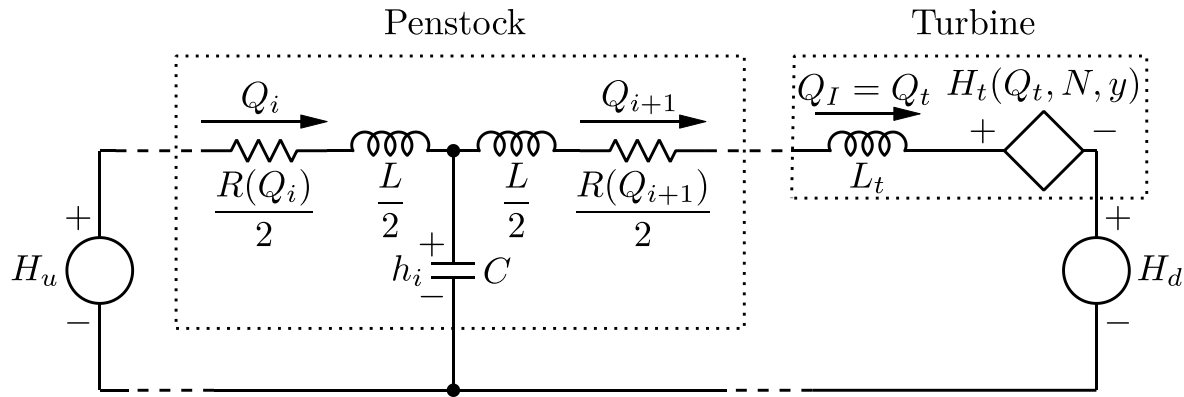 Penstock
Turbine
Q_i
Q_{i+1}
Q_I = Q_t
H_t(Q_t, N, y)
+ −
R(Q_i)
2
L
2
L
2
R(Q_{i+1})
2
L_t
+
H_u
−
+
h_i
−
C
+
H_d
−